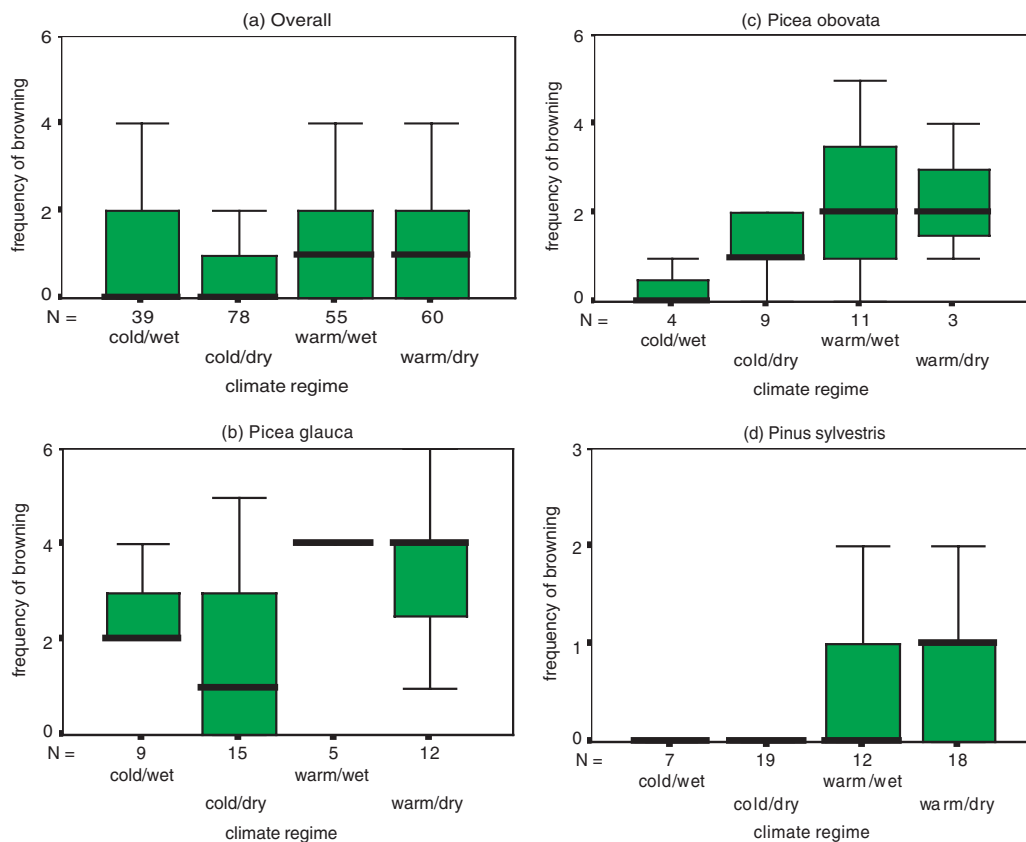 (a) Overall
frequency of browning
6
4
2
0
N = 39 78 55 60
cold/wet warm/wet
cold/dry warm/dry
climate regime
(c) Picea obovata
frequency of browning
6
4
2
0
N = 4 9 11 3
cold/wet warm/wet
cold/dry warm/dry
climate regime
(b) Picea glauca
frequency of browning
6
4
2
0
N = 9 15 5 12
cold/wet warm/wet
cold/dry warm/dry
climate regime
(d) Pinus sylvestris
frequency of browning
3
2
1
0
N = 7 19 12 18
cold/wet warm/wet
cold/dry warm/dry
climate regime